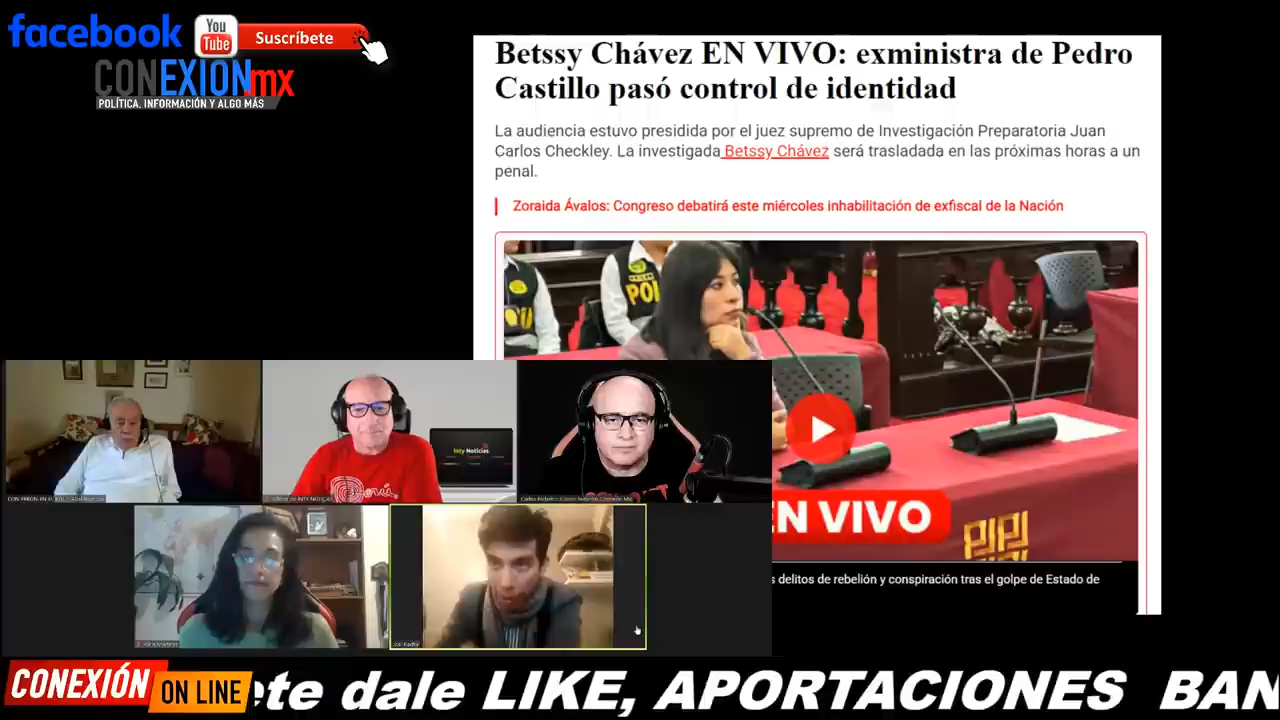 facebook
You
Tube
Suscríbete
CONEXIONmx
POLÍTICA, INFORMACIÓN Y ALGO MÁS
Betssy Chávez EN VIVO: exministra de Pedro
Castillo pasó control de identidad
La audiencia estuvo presidida por el juez supremo de Investigación Preparatoria Juan
Carlos Checkley. La investigada Betssy Chávez será trasladada en las próximas horas a un
penal.
Zoraida Ávalos: Congreso debatirá este miércoles inhabilitación de exfiscal de la Nación
POI
Inty Noticias
Perú
N VIVO
PJPJ
s delitos de rebelión y conspiración tras el golpe de Estado de
CONEXIÓN
ON LINE
ete dale LIKE, APORTACIONES BAN